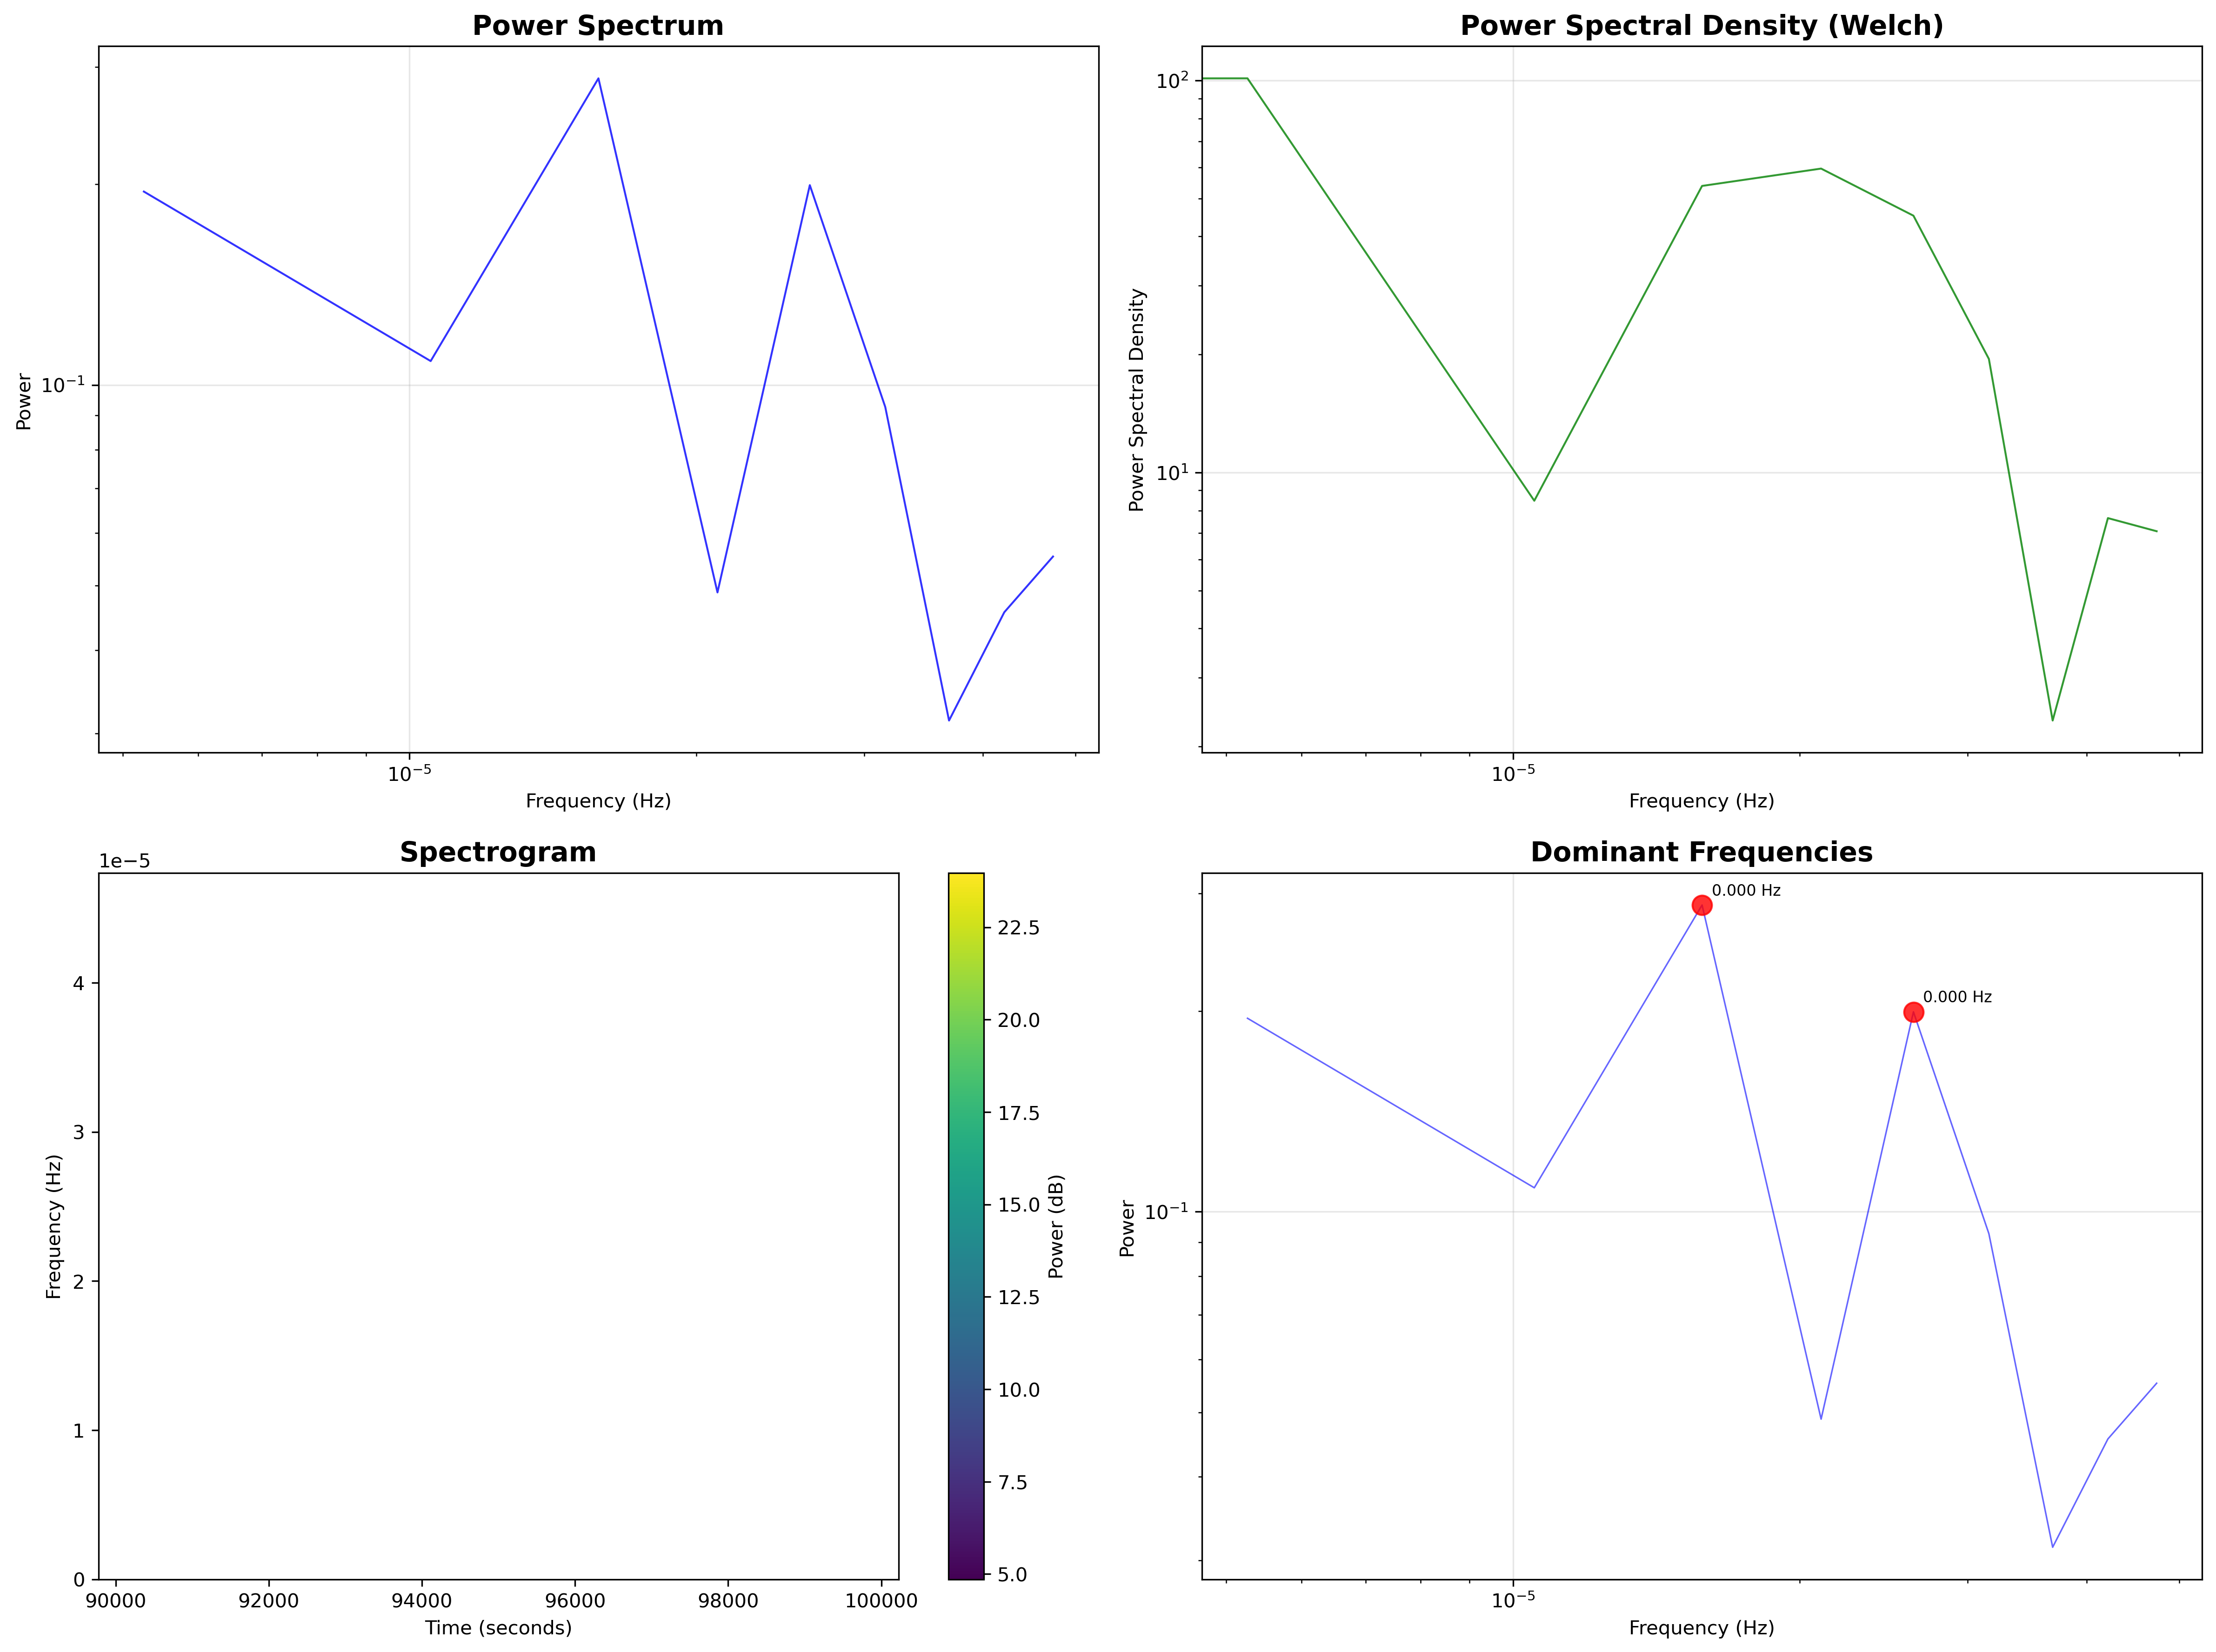 Power Spectrum
Power
10⁻¹
10⁻⁵
Frequency (Hz)
Power Spectral Density (Welch)
Power Spectral Density
10²
10¹
10⁻⁵
Frequency (Hz)
Spectrogram
1e−5
Frequency (Hz)
4
3
2
1
0
90000 92000 94000 96000 98000 100000
Time (seconds)
22.5
20.0
17.5
15.0
12.5
10.0
7.5
5.0
Power (dB)
Dominant Frequencies
0.000 Hz
0.000 Hz
Power
10⁻¹
10⁻⁵
Frequency (Hz)